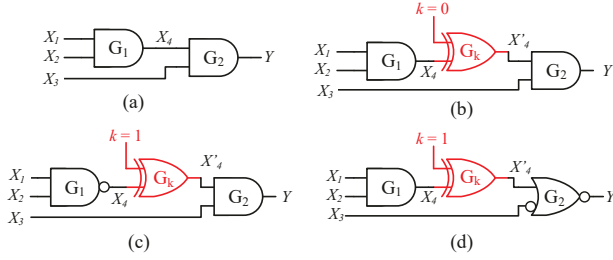 X₁
X₂
X₃
G₁
X₄
G₂
Y
(a)
k = 0
X₁
X₂
X₃
G₁
X₄
Gₖ
X'₄
G₂
Y
(b)
k = 1
X₁
X₂
X₃
G₁
X₄
Gₖ
X'₄
G₂
Y
(c)
k = 1
X₁
X₂
X₃
G₁
X₄
Gₖ
X'₄
G₂
Y
(d)